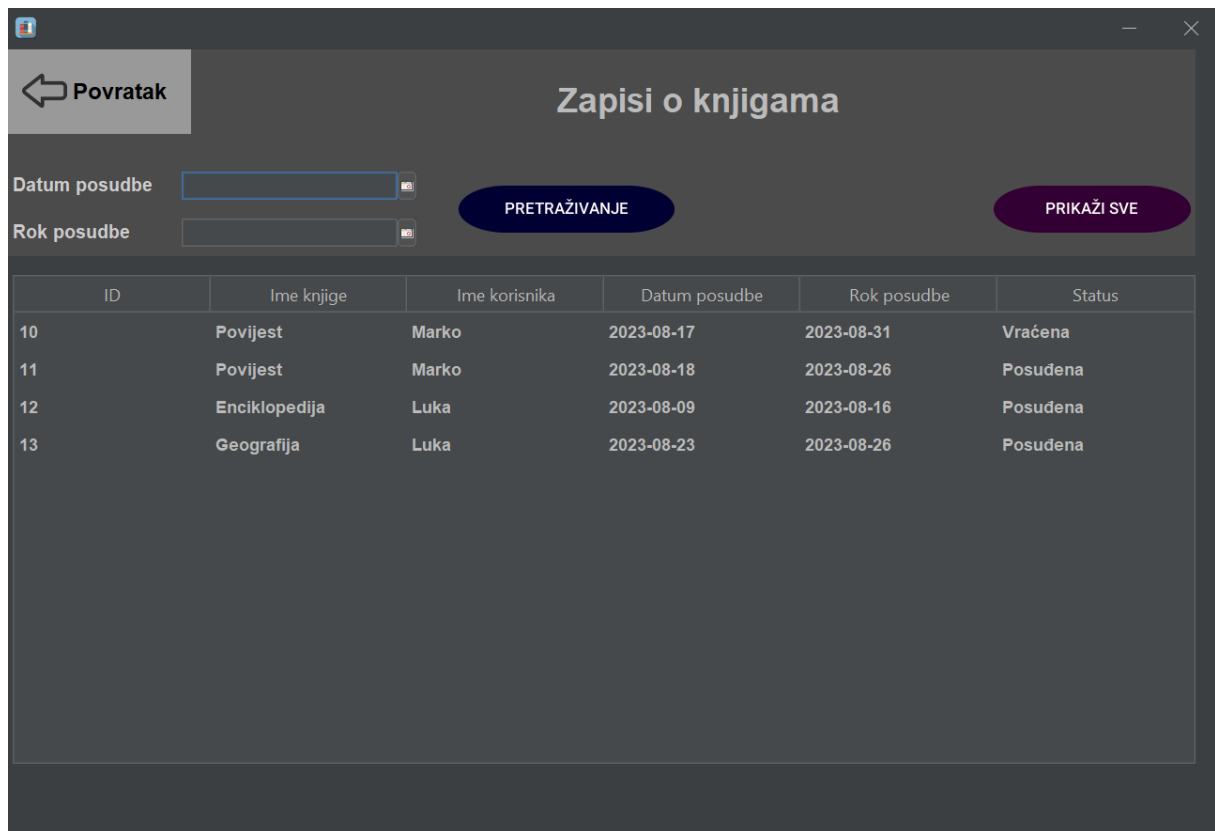 Povratak
Zapisi o knjigama
Datum posudbe
Rok posudbe
PRETRAŽIVANJE
PRIKAŽI SVE
ID Ime knjige Ime korisnika Datum posudbe Rok posudbe Status
10 Povijest Marko 2023-08-17 2023-08-31 Vraćena
11 Povijest Marko 2023-08-18 2023-08-26 Posuđena
12 Enciklopedija Luka 2023-08-09 2023-08-16 Posuđena
13 Geografija Luka 2023-08-23 2023-08-26 Posuđena